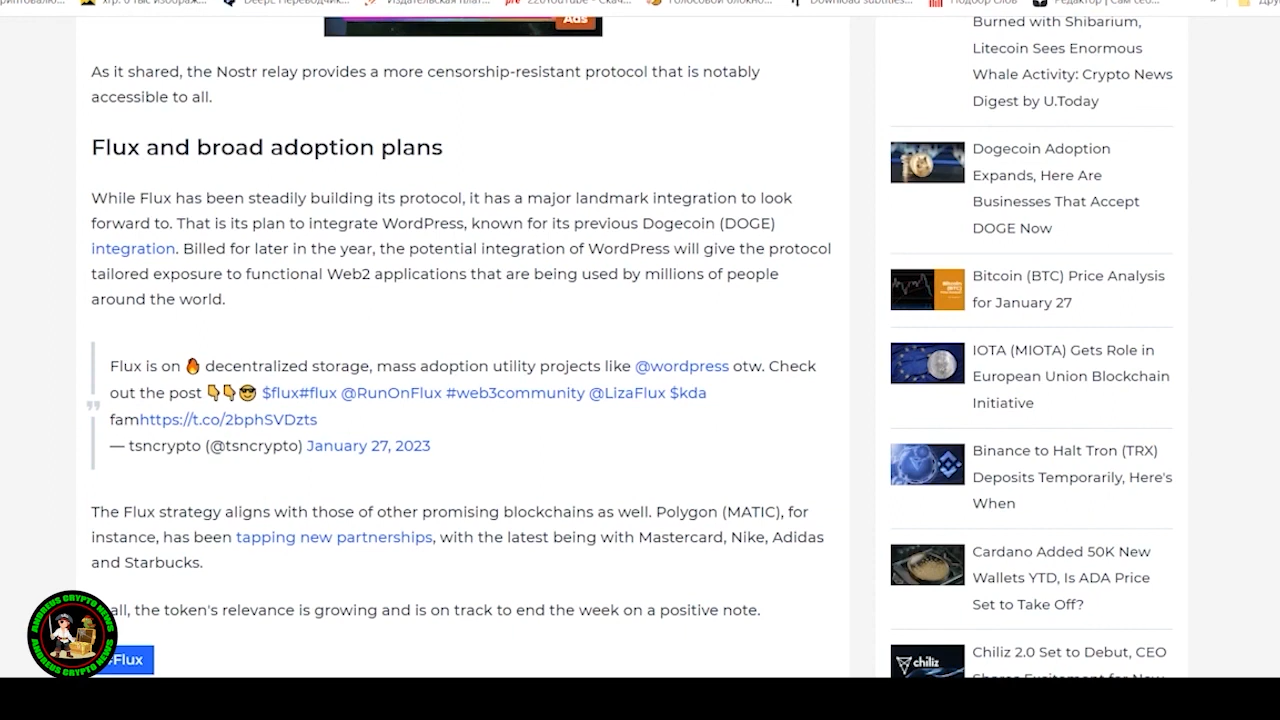 Ads
As it shared, the Nostr relay provides a more censorship-resistant protocol that is notably
accessible to all.
Flux and broad adoption plans
While Flux has been steadily building its protocol, it has a major landmark integration to look
forward to. That is its plan to integrate WordPress, known for its previous Dogecoin (DOGE)
integration. Billed for later in the year, the potential integration of WordPress will give the protocol
tailored exposure to functional Web2 applications that are being used by millions of people
around the world.
Flux is on 🔥 decentralized storage, mass adoption utility projects like @wordpress otw. Check
out the post 👇👇😎 $flux#flux @RunOnFlux #web3community @LizaFlux $kda
famhttps://t.co/2bphSVDzts
— tsncrypto (@tsncrypto) January 27, 2023
The Flux strategy aligns with those of other promising blockchains as well. Polygon (MATIC), for
instance, has been tapping new partnerships, with the latest being with Mastercard, Nike, Adidas
and Starbucks.
all, the token's relevance is growing and is on track to end the week on a positive note.
#Flux
ANDREUS CRYPTO NEWS
ANDREUS CRYPTO NEWS
Burned with Shibarium,
Litecoin Sees Enormous
Whale Activity: Crypto News
Digest by U.Today
Dogecoin Adoption
Expands, Here Are
Businesses That Accept
DOGE Now
Bitcoin (BTC) Price Analysis
for January 27
IOTA (MIOTA) Gets Role in
European Union Blockchain
Initiative
Binance to Halt Tron (TRX)
Deposits Temporarily, Here's
When
Cardano Added 50K New
Wallets YTD, Is ADA Price
Set to Take Off?
chiliz
Chiliz 2.0 Set to Debut, CEO